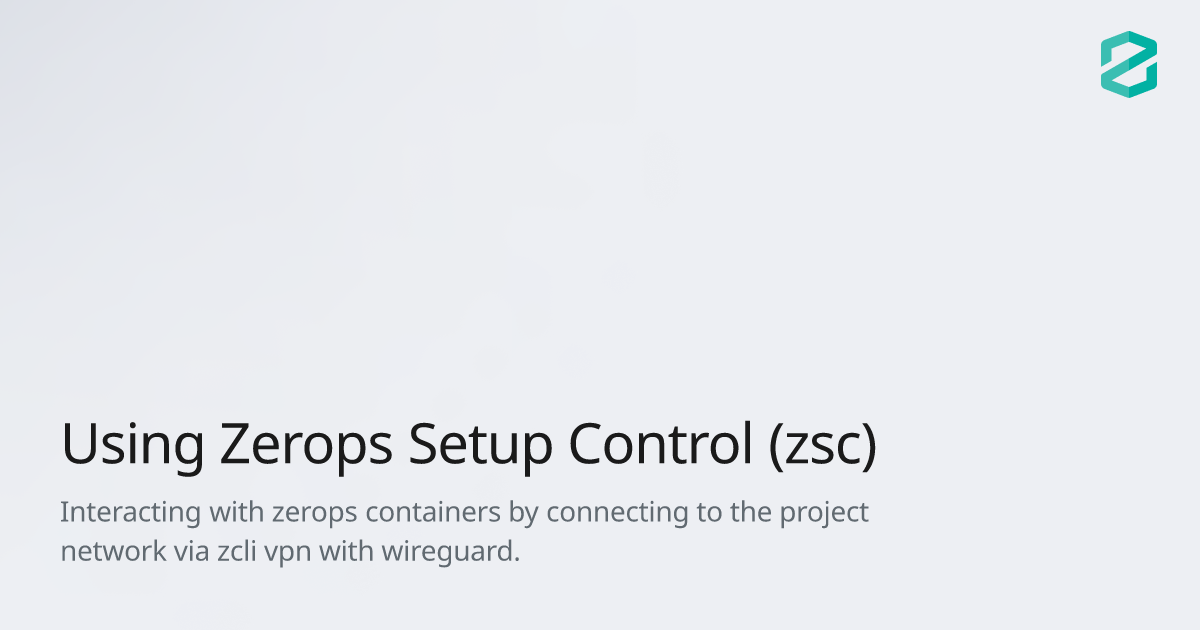 Using Zerops Setup Control (zsc)
Interacting with zerops containers by connecting to the project
network via zcli vpn with wireguard.